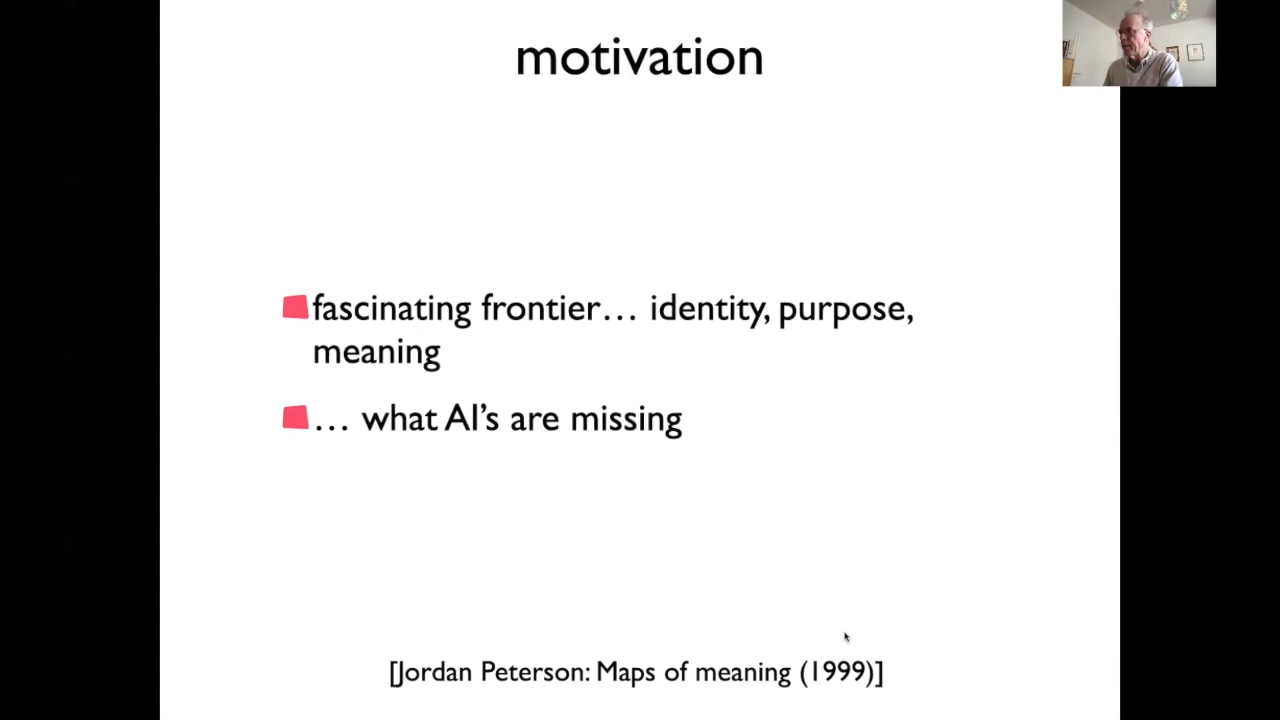 motivation
fascinating frontier… identity, purpose,
meaning
… what AI’s are missing
[Jordan Peterson: Maps of meaning (1999)]